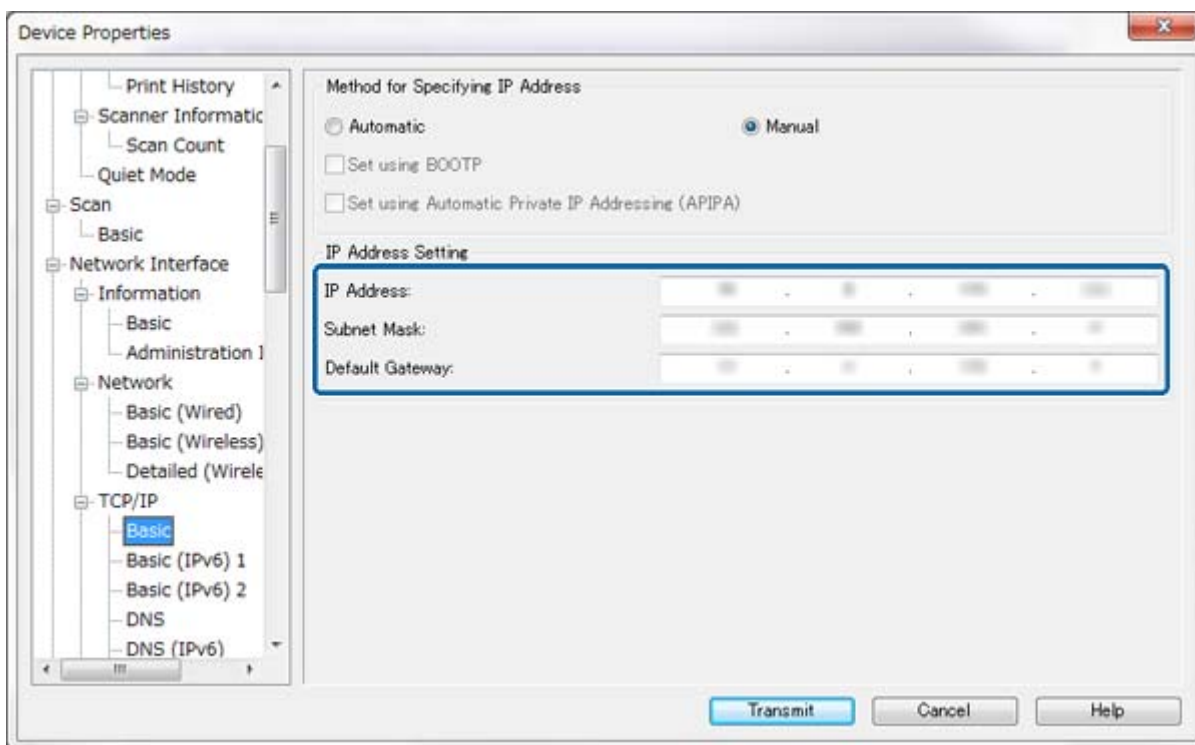 Device Properties
Print History
Scanner Informatic
Scan Count
Quiet Mode
Scan
Basic
Network Interface
Information
Basic
Administration I
Network
Basic (Wired)
Basic (Wireless)
Detailed (Wirele
TCP/IP
Basic
Basic (IPv6) 1
Basic (IPv6) 2
DNS
DNS (IPv6)
Method for Specifying IP Address
Automatic
Manual
Set using BOOTP
Set using Automatic Private IP Addressing (APIPA)
IP Address Setting
IP Address:
Subnet Mask:
Default Gateway:
Transmit
Cancel
Help